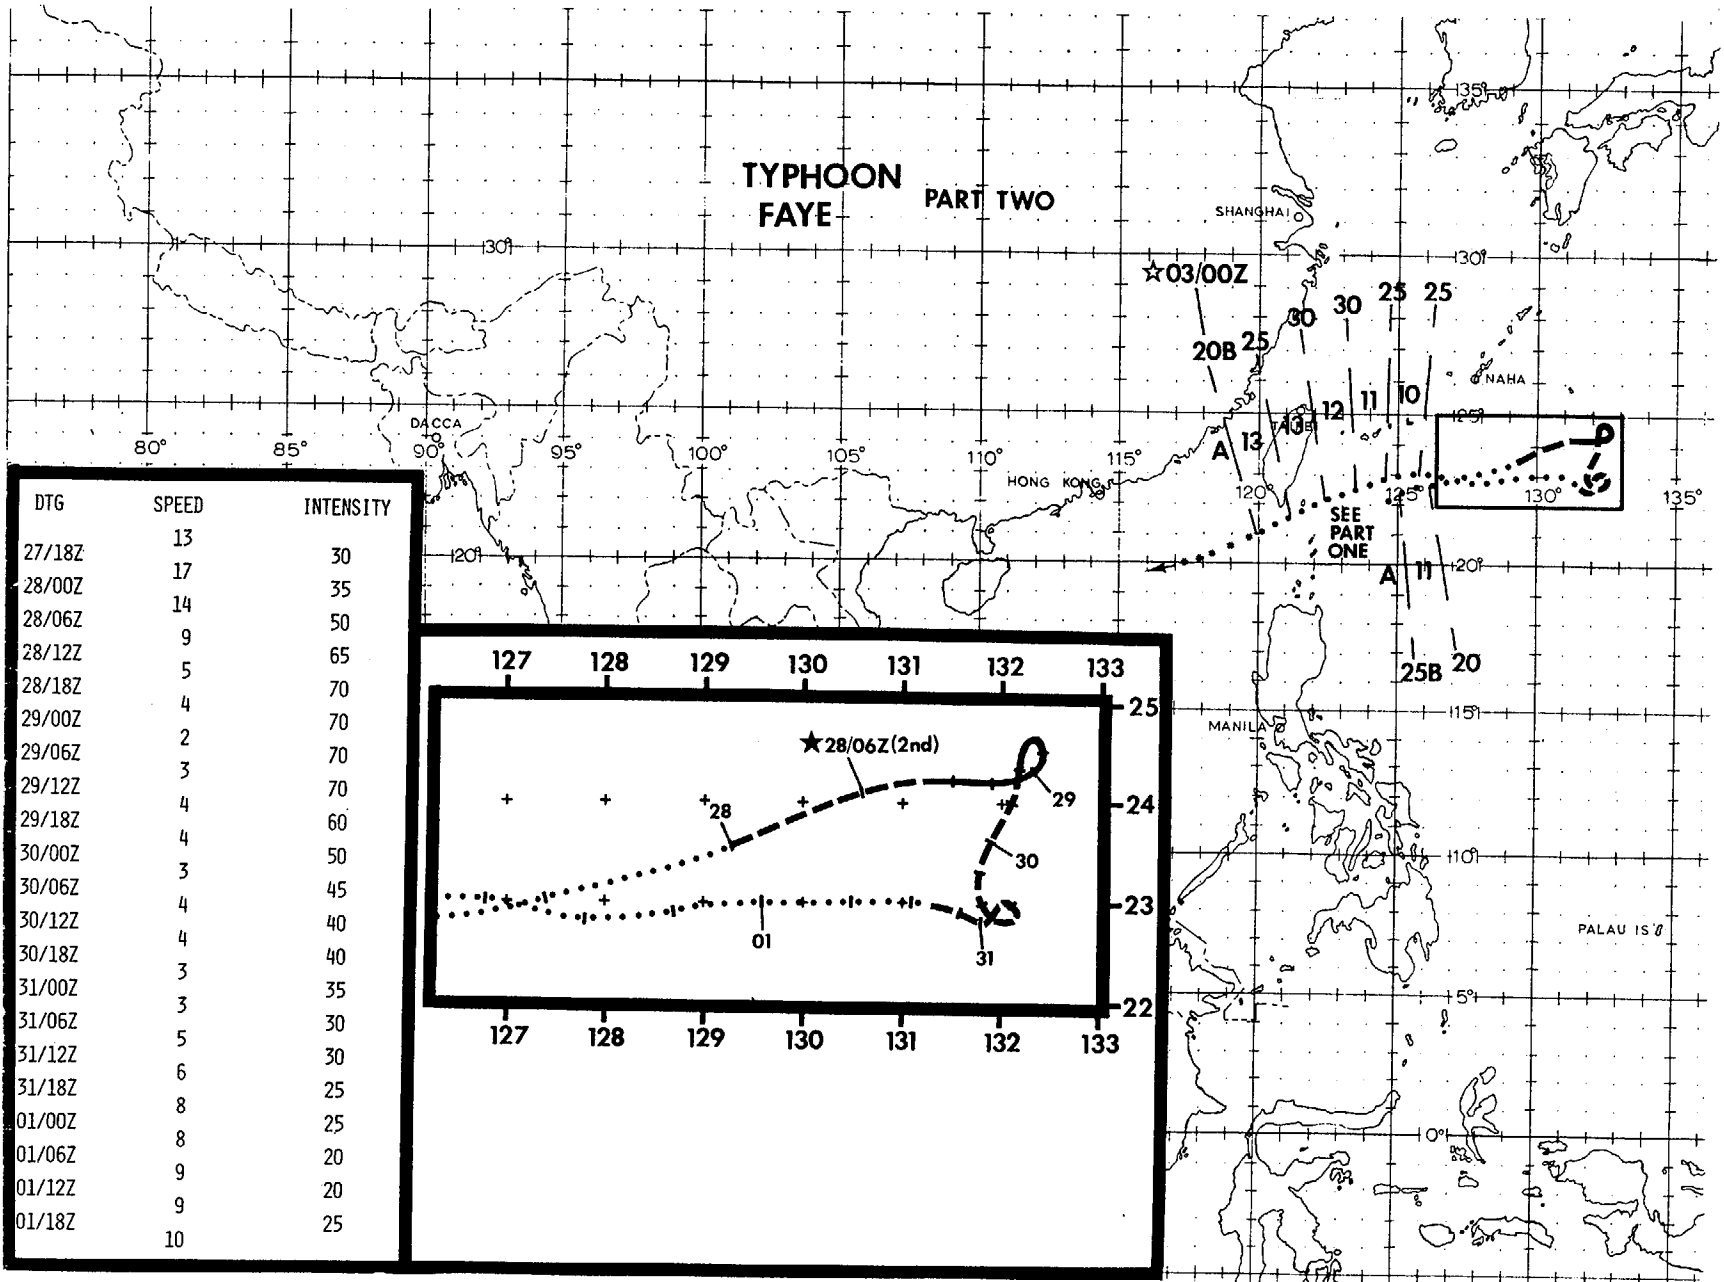 TYPHOON
FAYE
PART TWO
35°
SHANGHAI
30°
30°
☆03/00Z
25
25
30
30
25
20B
NAHA
10
11
12
13
13
A
TAIPEI
25°
DACCA
80°
85°
90°
95°
100°
105°
110°
115°
120°
125°
130°
135°
HONG KONG
SEE
PART
ONE
20°
A
11
20°
25B
20
MANILA
15°
10°
PALAU IS
5°
0°
DTG SPEED INTENSITY
13
27/18Z 30
17
28/00Z 35
14
28/06Z 50
9
28/12Z 65
5
28/18Z 70
4
29/00Z 70
2
29/06Z 70
3
29/12Z 70
4
29/18Z 60
4
30/00Z 50
3
30/06Z 45
4
30/12Z 40
4
30/18Z 40
3
31/00Z 35
3
31/06Z 30
5
31/12Z 30
6
31/18Z 25
8
01/00Z 25
8
01/06Z 20
9
01/12Z 20
9
01/18Z 25
10
127 128 129 130 131 132 133
25
★28/06Z(2nd)
29
24
28
30
23
01
31
22
127 128 129 130 131 132 133